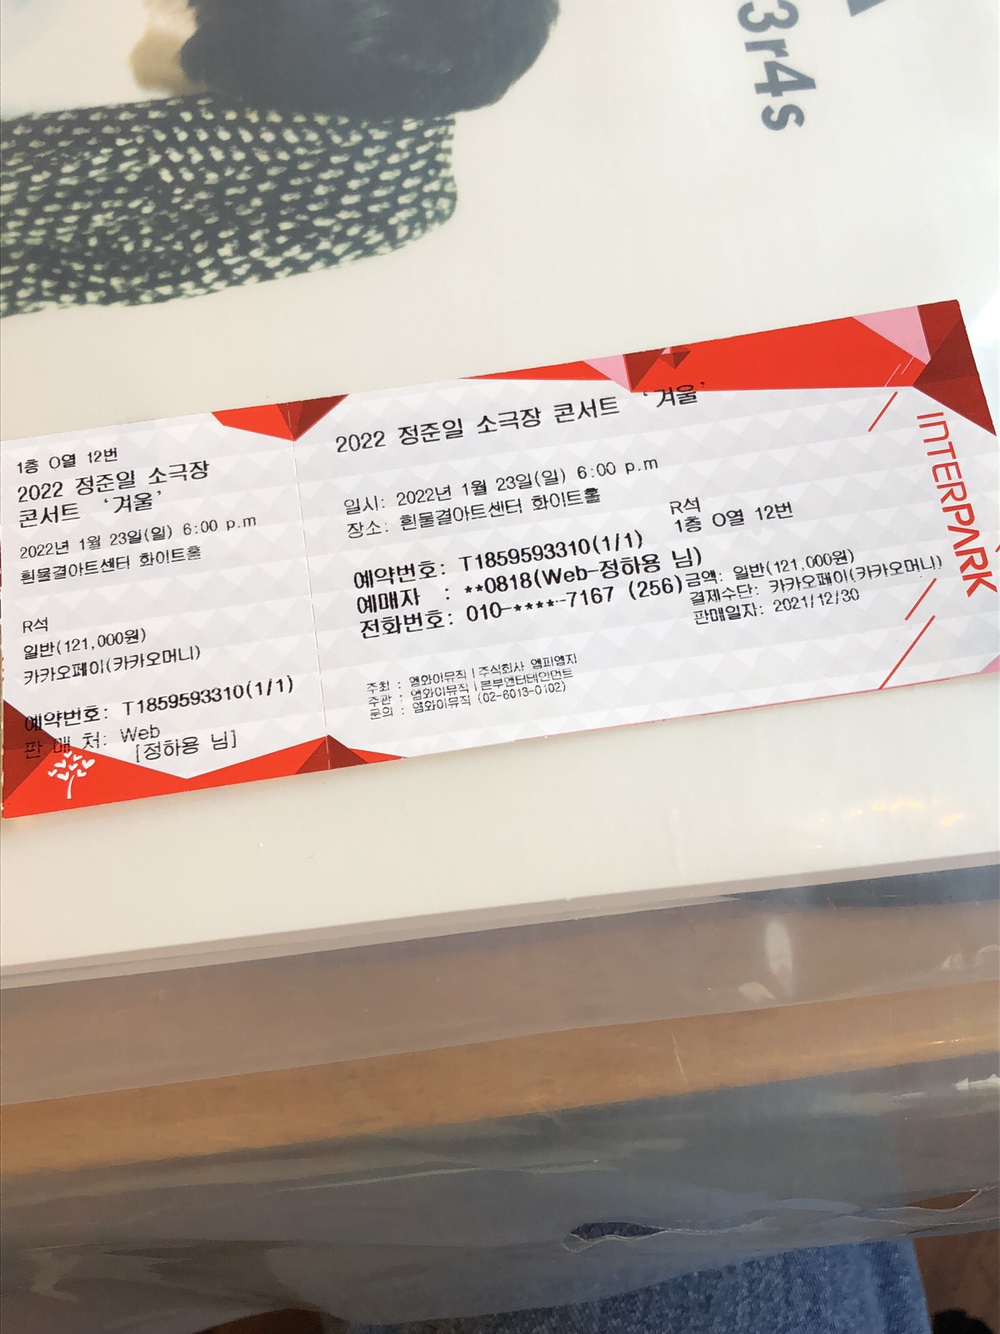 3r4s
1층 O열 12번
2022 정준일 소극장
콘서트 '겨울'
2022년 1월 23일(일) 6:00 p.m
흰물결아트센터 화이트홀
R석
일반(121,000원)
카카오페이(카카오머니)
예약번호: T1859593310(1/1)
판 매 처: Web
[정하용 님]
2022 정준일 소극장 콘서트 '겨울'
일시: 2022년 1월 23일(일) 6:00 p.m
장소: 흰물결아트센터 화이트홀
R석
1층 O열 12번
예약번호: T1859593310(1/1)
예매자 : **0818(Web-정하용 님)
전화번호: 010-****-7167 (256)
금액: 일반(121,000원)
결제수단: 카카오페이(카카오머니)
판매일자: 2021/12/30
주최 : 엠와이뮤직 | 주식회사 엠피엠지
주관 : 엠와이뮤직 | 본부엔터테인먼트
문의 : 엠와이뮤직 (02-6013-0102)
INTERPARK